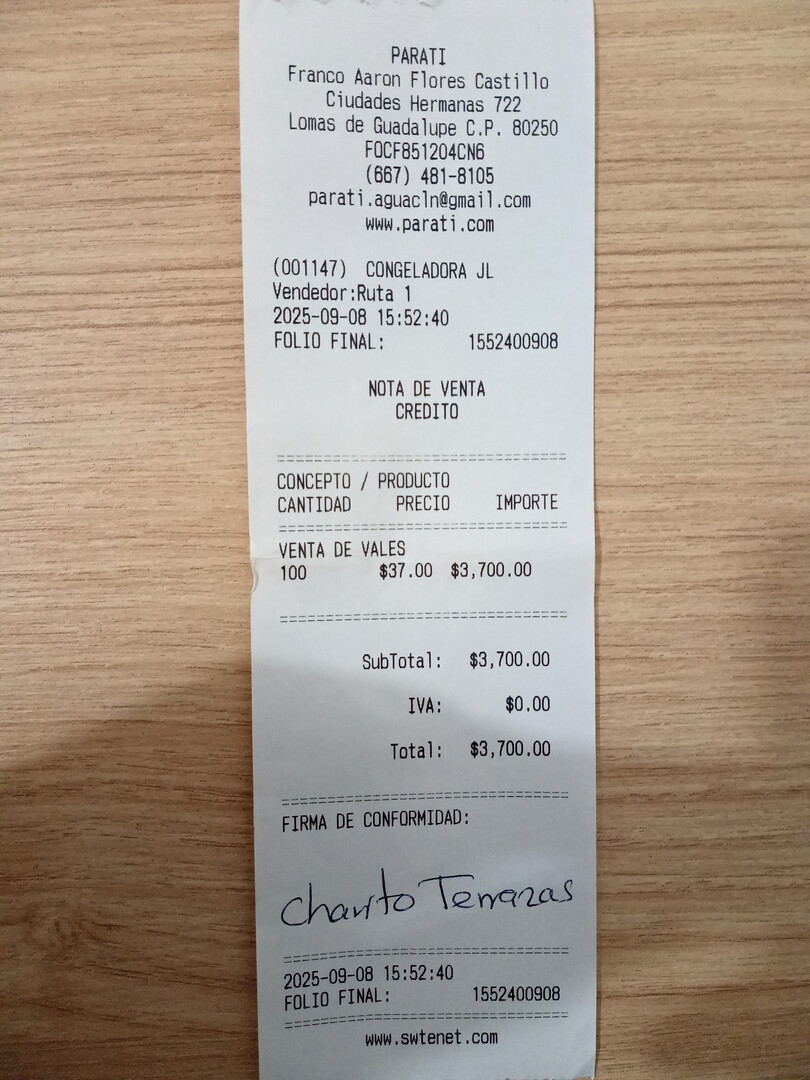 PARATI
Franco Aaron Flores Castillo
Ciudades Hermanas 722
Lomas de Guadalupe C.P. 80250
FOCF851204CN6
(667) 481-8105
parati.aguacln@gmail.com
www.parati.com
(001147) CONGELADORA JL
Vendedor:Ruta 1
2025-09-08 15:52:40
FOLIO FINAL: 1552400908
NOTA DE VENTA
CREDITO
CONCEPTO / PRODUCTO
CANTIDAD PRECIO IMPORTE
VENTA DE VALES
100 $37.00 $3,700.00
SubTotal: $3,700.00
IVA: $0.00
Total: $3,700.00
FIRMA DE CONFORMIDAD:
Charito Terrazas
2025-09-08 15:52:40
FOLIO FINAL: 1552400908
www.swtenet.com